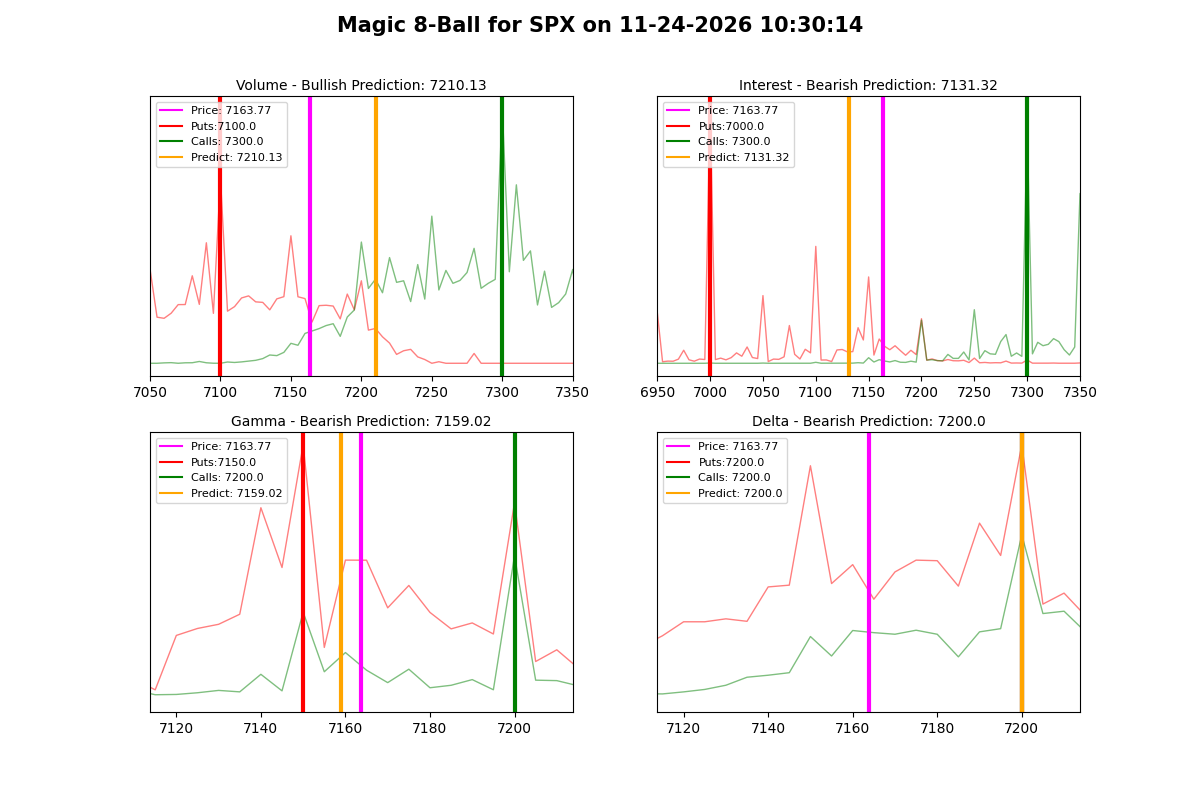 Magic 8-Ball for SPX on 11-24-2026 10:30:14
Volume - Bullish Prediction: 7210.13
Price: 7163.77
Puts:7100.0
Calls: 7300.0
Predict: 7210.13
7050 7100 7150 7200 7250 7300 7350
Interest - Bearish Prediction: 7131.32
Price: 7163.77
Puts:7000.0
Calls: 7300.0
Predict: 7131.32
6950 7000 7050 7100 7150 7200 7250 7300 7350
Gamma - Bearish Prediction: 7159.02
Price: 7163.77
Puts:7150.0
Calls: 7200.0
Predict: 7159.02
7120 7140 7160 7180 7200
Delta - Bearish Prediction: 7200.0
Price: 7163.77
Puts:7200.0
Calls: 7200.0
Predict: 7200.0
7120 7140 7160 7180 7200